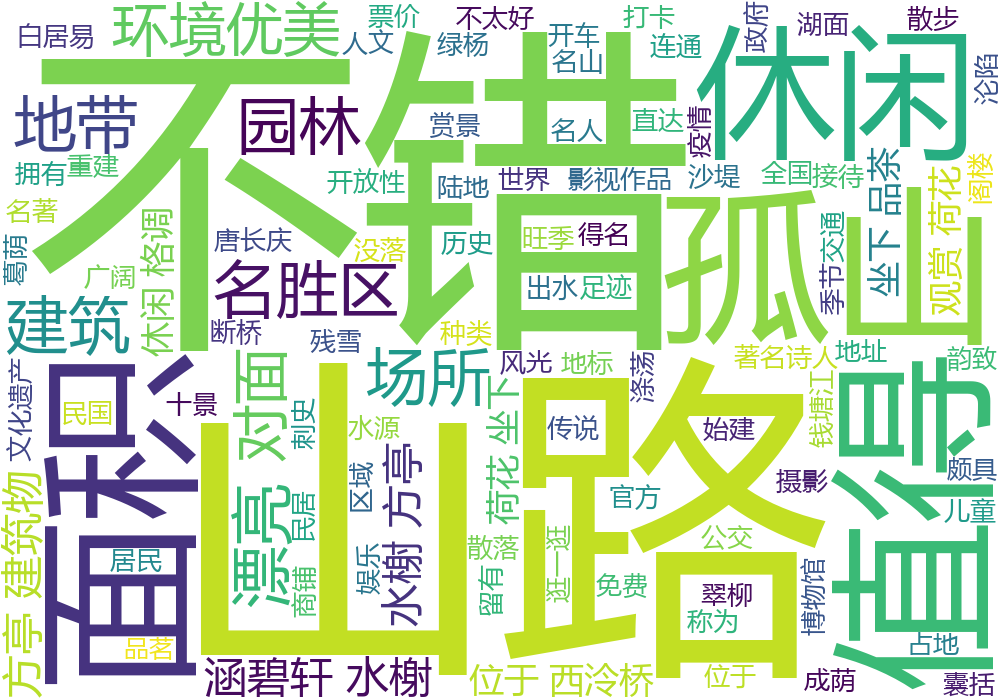 白居易
环境优美
票价
不太好
打卡
政府
湖面
散步
人文
绿杨
开车
名山
连通
休闲
沦陷
地带
园林
不错
赏景
名人
直达
疫情
拥有
重建
开放性
陆地
世界
影视作品
沙堤
全国
接待
坐下 品茶
观赏 荷花
阁楼
名著
葛荫
广阔
休闲 格调
唐长庆
没落
历史
旺季
得名
孤山
交通
季节
名胜区
出水
足迹
建筑
断桥
残雪
种类
场所
风光
地标
涤荡
著名诗人
地址
韵致
文化遗产
民国
面积
十景
对面
刺史
水源
荷花 坐下
传说
始建
钱塘江
值得
颇具
儿童
方亭 建筑物
居民
漂亮
民居
区域
水榭 方亭
官方
摄影
山路
商铺
娱乐
散落
留有
逛一逛
公交
免费
翠柳
称为
博物馆
占地
品茗
涵碧轩 水榭
位于 西泠桥
位于
成荫
囊括